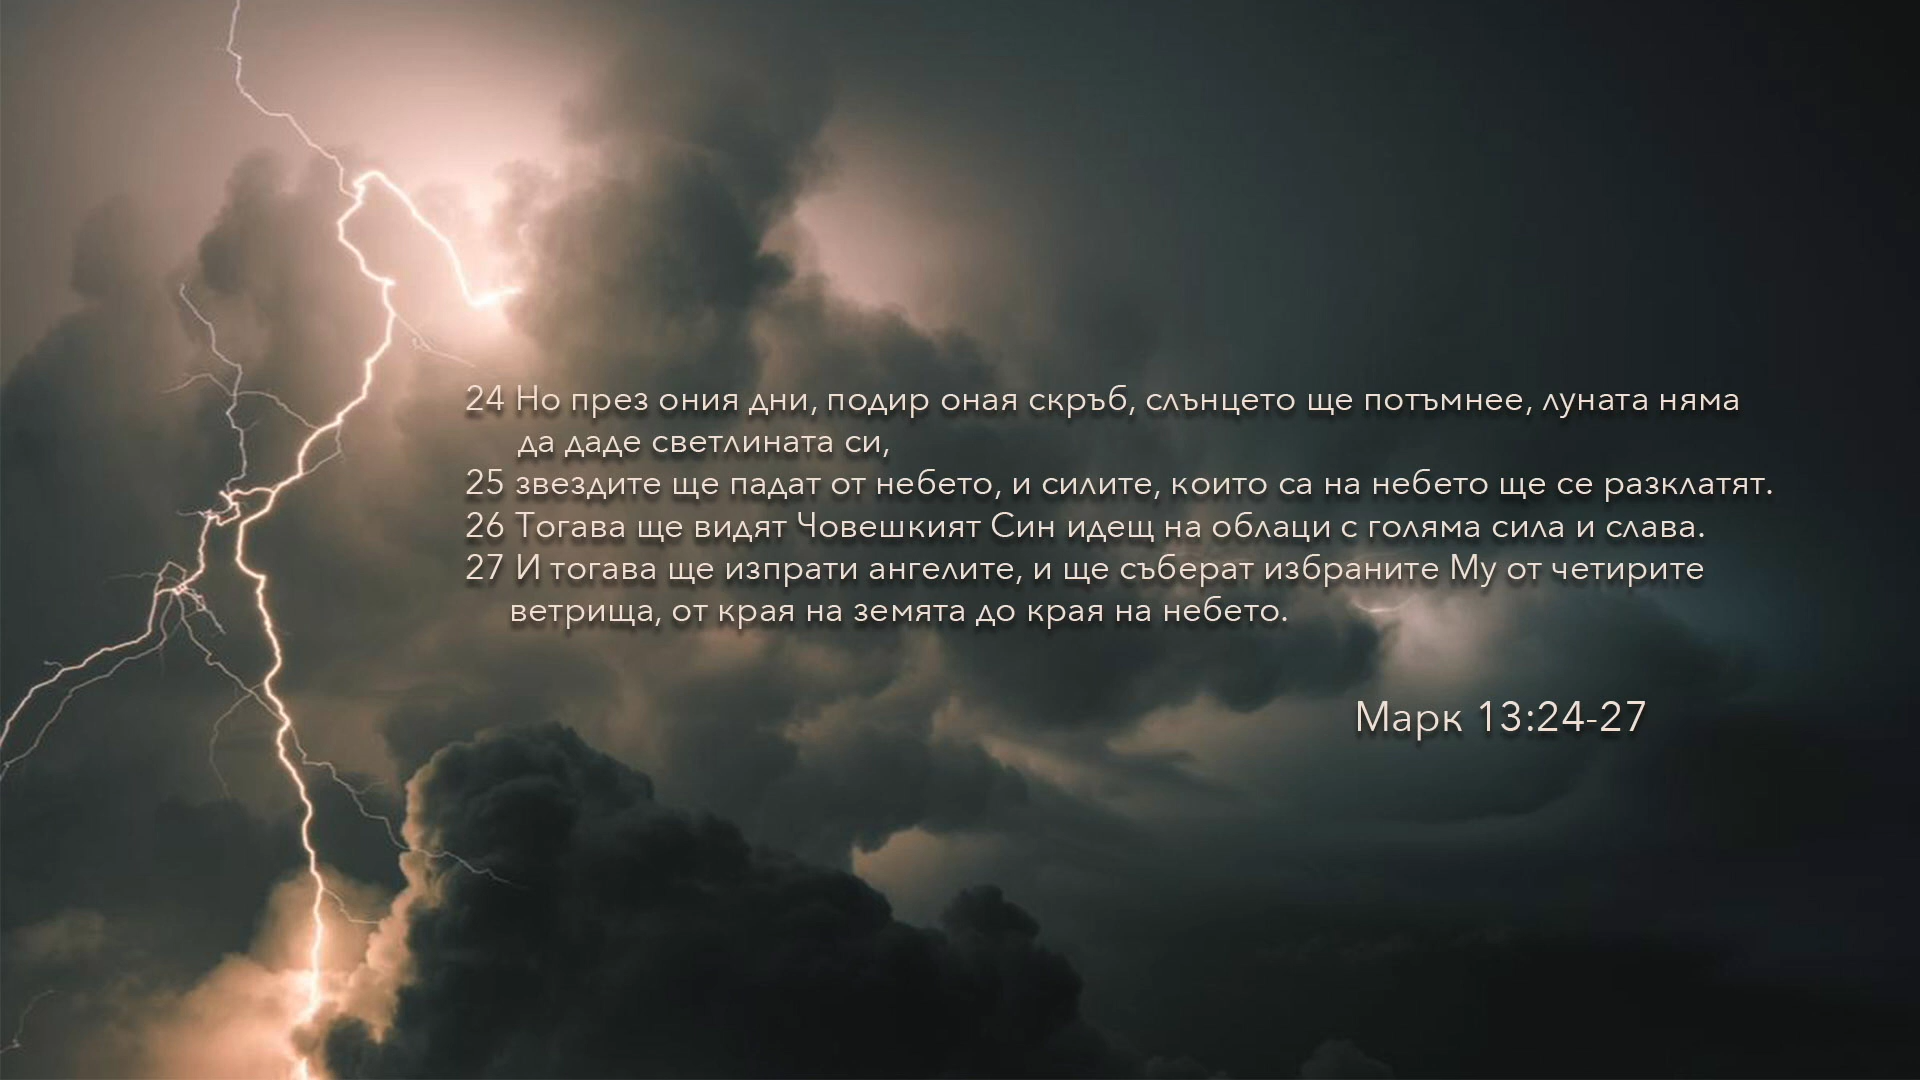 24 Но през ония дни, подир оная скръб, слънцето ще потъмнее, луната няма
да даде светлината си,
25 звездите ще падат от небето, и силите, които са на небето ще се разклатят.
26 Тогава ще видят Човешкият Син идещ на облаци с голяма сила и слава.
27 И тогава ще изпрати ангелите, и ще съберат избраните Му от четирите
ветрища, от края на земята до края на небето.
Марк 13:24-27